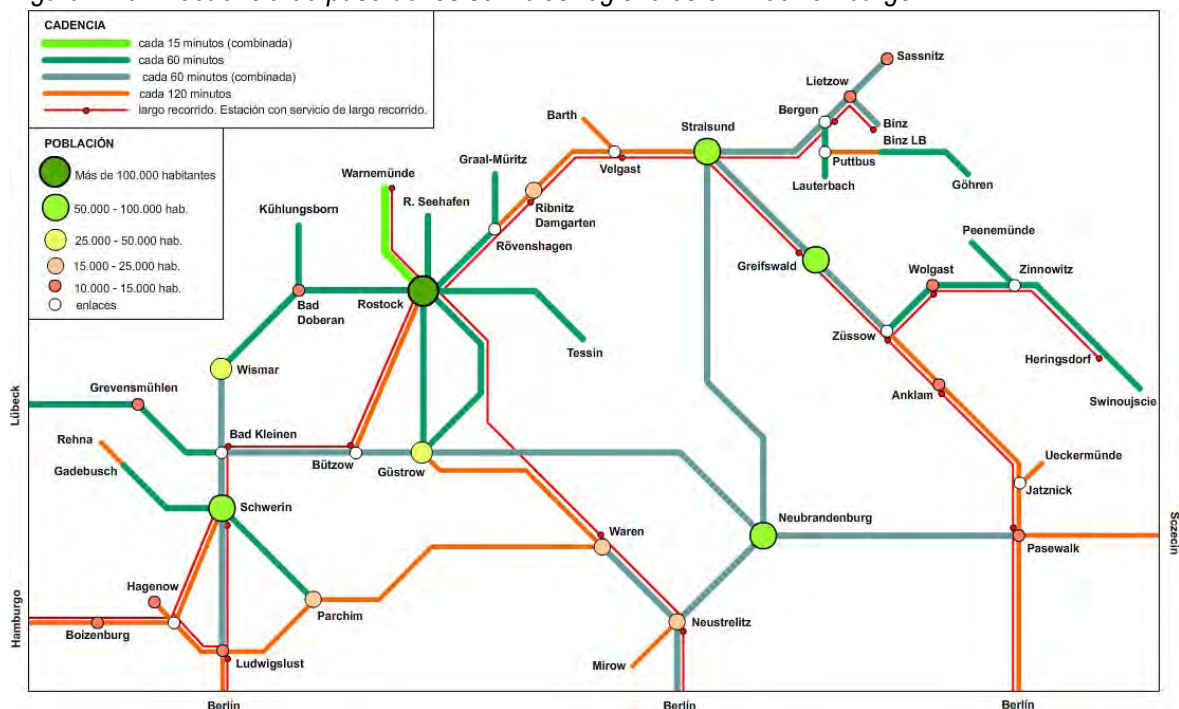 CADENCIA
cada 15 minutos (combinada)
cada 60 minutos
cada 60 minutos (combinada)
cada 120 minutos
largo recorrido. Estación con servicio de largo recorrido.
POBLACIÓN
Más de 100.000 habitantes
50.000 - 100.000 hab.
25.000 - 50.000 hab.
15.000 - 25.000 hab.
10.000 - 15.000 hab.
enlaces
Sassnitz
Lietzow
Bergen
Binz
Binz LB
Puttbus
Lauterbach
Göhren
Barth
Stralsund
Velgast
Graal-Müritz
Warnemünde
R. Seehafen
Ribnitz
Damgarten
Kühlungsborn
Rövenshagen
Peenemünde
Greifswald
Wolgast
Zinnowitz
Rostock
Bad
Doberan
Tessin
Züssow
Heringsdorf
Wismar
Anklam
Swinoujscie
Grevensmühlen
Lübeck
Rehna
Bad Kleinen
Gadebusch
Bützow
Güstrow
Ueckermünde
Jatznick
Schwerin
Neubrandenburg
Waren
Pasewalk
Sczecin
Hagenow
Parchim
Boizenburg
Hamburgo
Ludwigslust
Neustrelitz
Mirow
Berlín
Berlín
Berlín